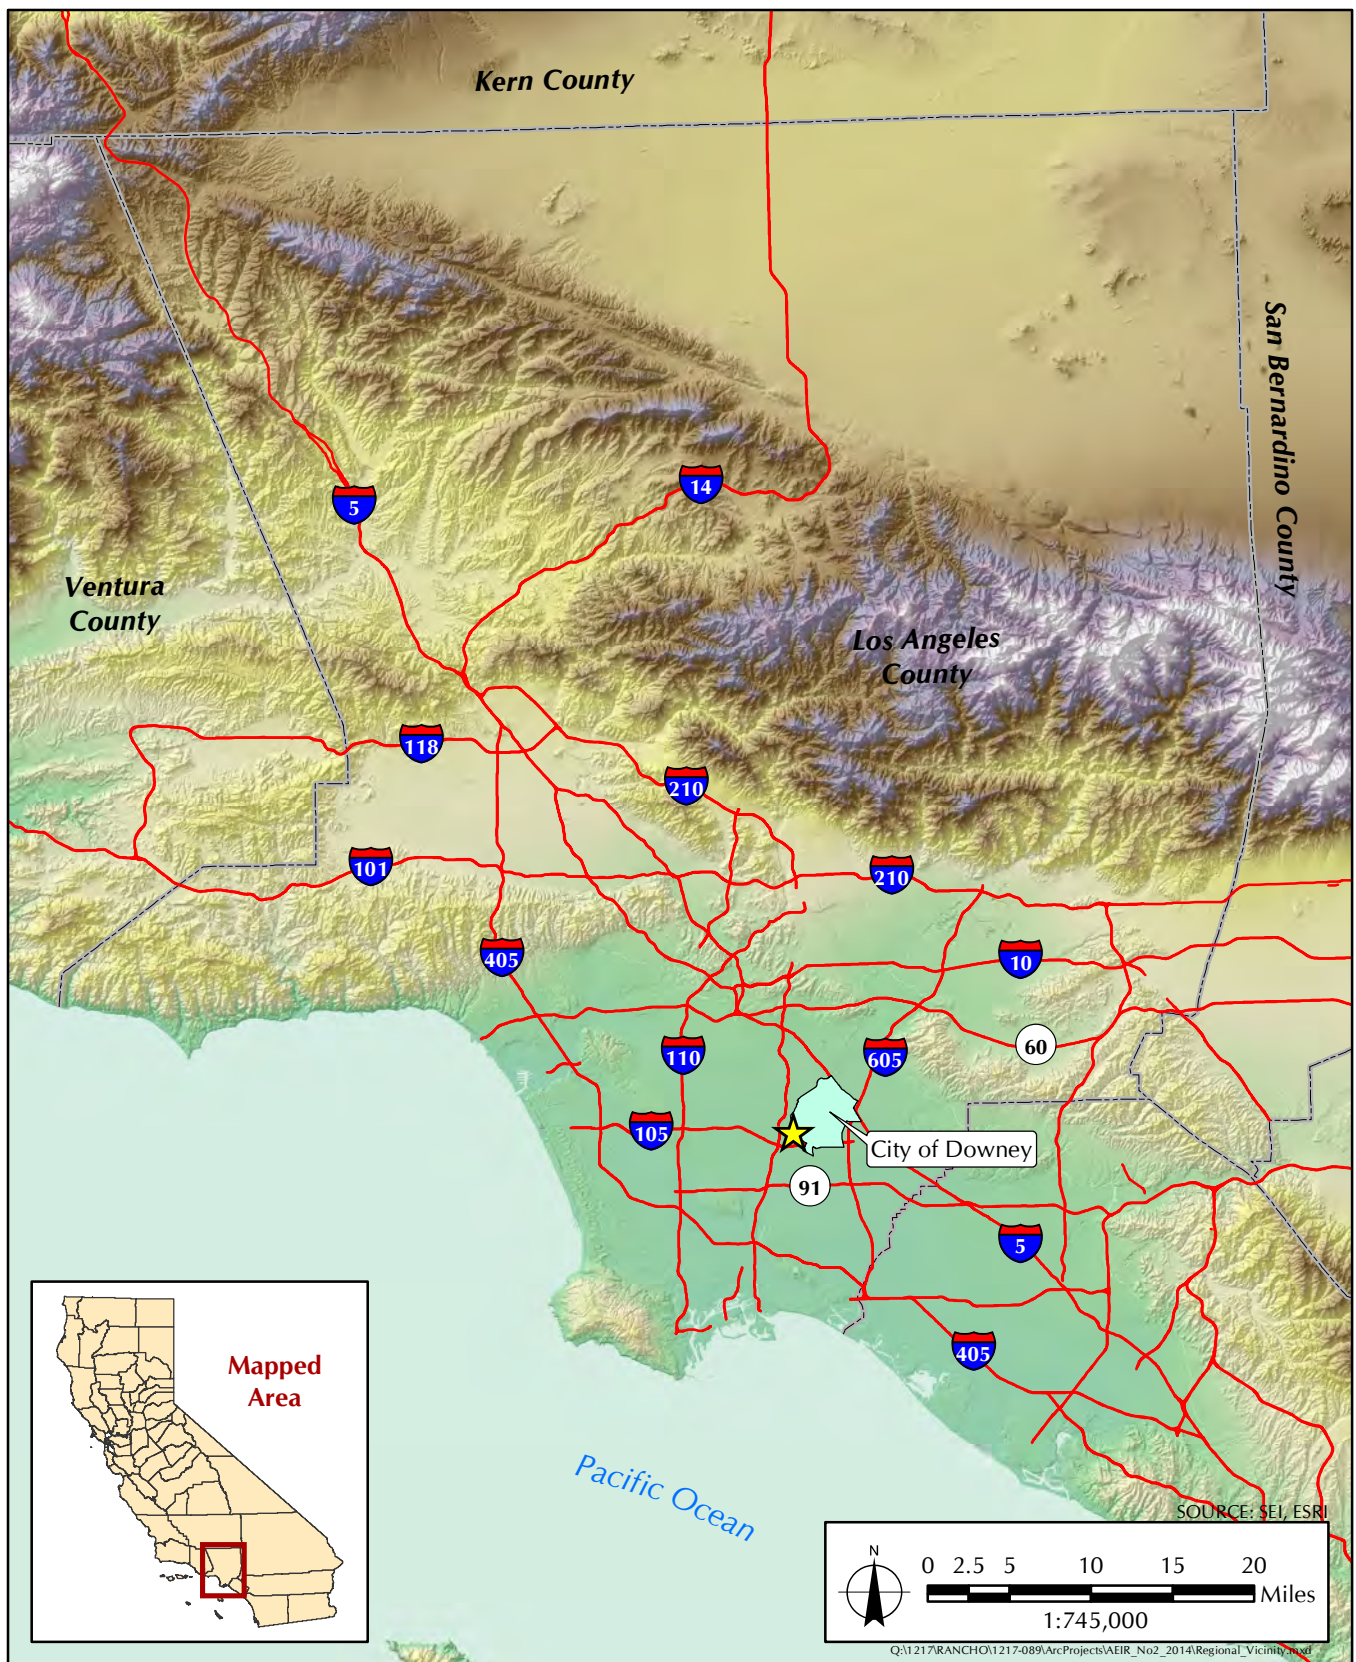 Kern County
San Bernardino County
14
5
Ventura
County
Los Angeles
County
118
210
101
210
405
10
60
110
605
105
City of Downey
91
5
405
Mapped
Area
Pacific Ocean
SOURCE: SEI, ESRI
N
0 2.5 5 10 15 20
Miles
1:745,000
Q:\1217\RANCHO\1217-089\ArcProjects\AEIR_No2_2014\Regional_Vicinity.mxd